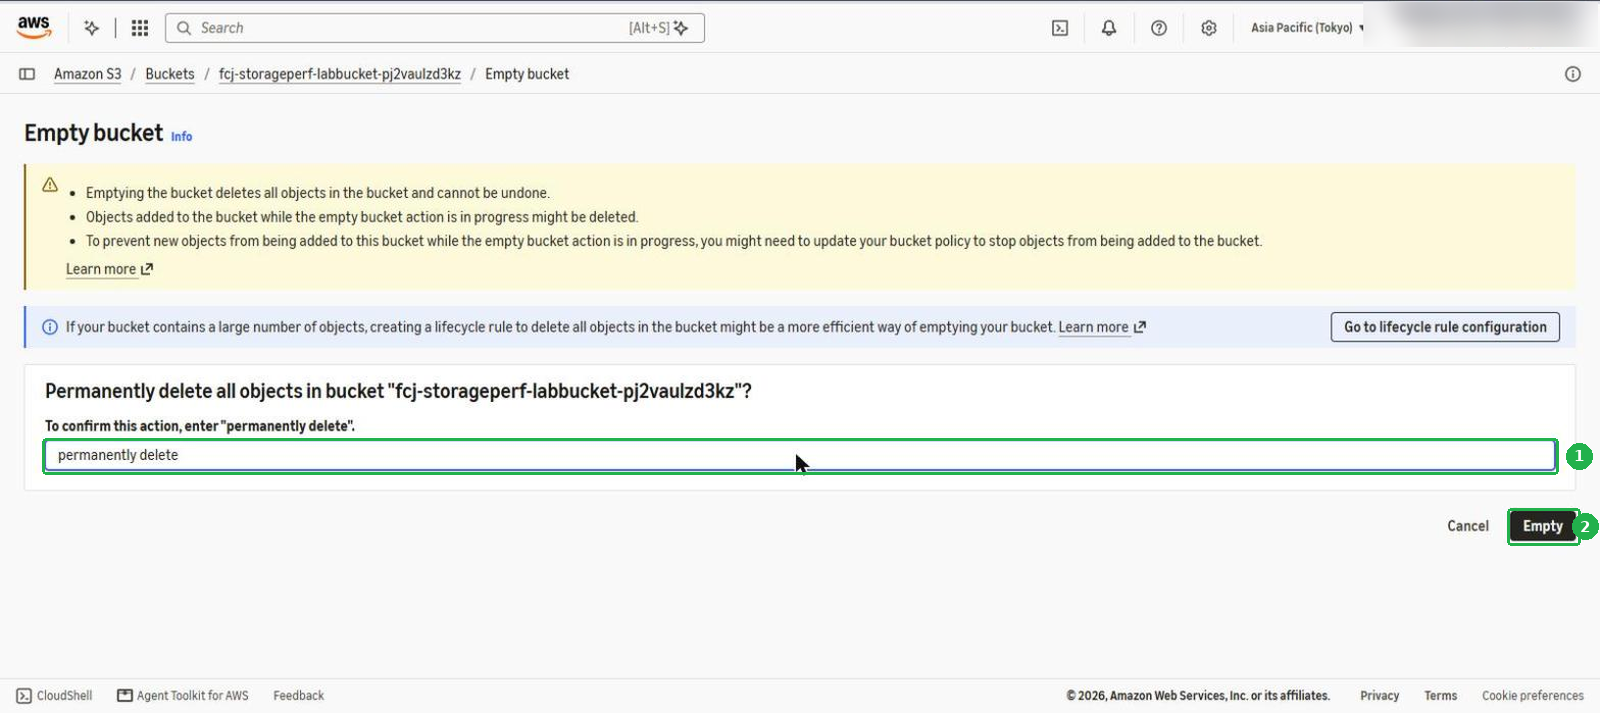 aws
Search [Alt+S]
Asia Pacific (Tokyo)
Amazon S3 / Buckets / fcj-storageperf-labbucket-pj2vaulzd3kz / Empty bucket
Empty bucket Info
• Emptying the bucket deletes all objects in the bucket and cannot be undone.
• Objects added to the bucket while the empty bucket action is in progress might be deleted.
• To prevent new objects from being added to this bucket while the empty bucket action is in progress, you might need to update your bucket policy to stop objects from being added to the bucket.
Learn more
If your bucket contains a large number of objects, creating a lifecycle rule to delete all objects in the bucket might be a more efficient way of emptying your bucket. Learn more
Go to lifecycle rule configuration
Permanently delete all objects in bucket "fcj-storageperf-labbucket-pj2vaulzd3kz"?
To confirm this action, enter "permanently delete".
permanently delete
1
Cancel Empty 2
CloudShell Agent Toolkit for AWS Feedback © 2026, Amazon Web Services, Inc. or its affiliates. Privacy Terms Cookie preferences